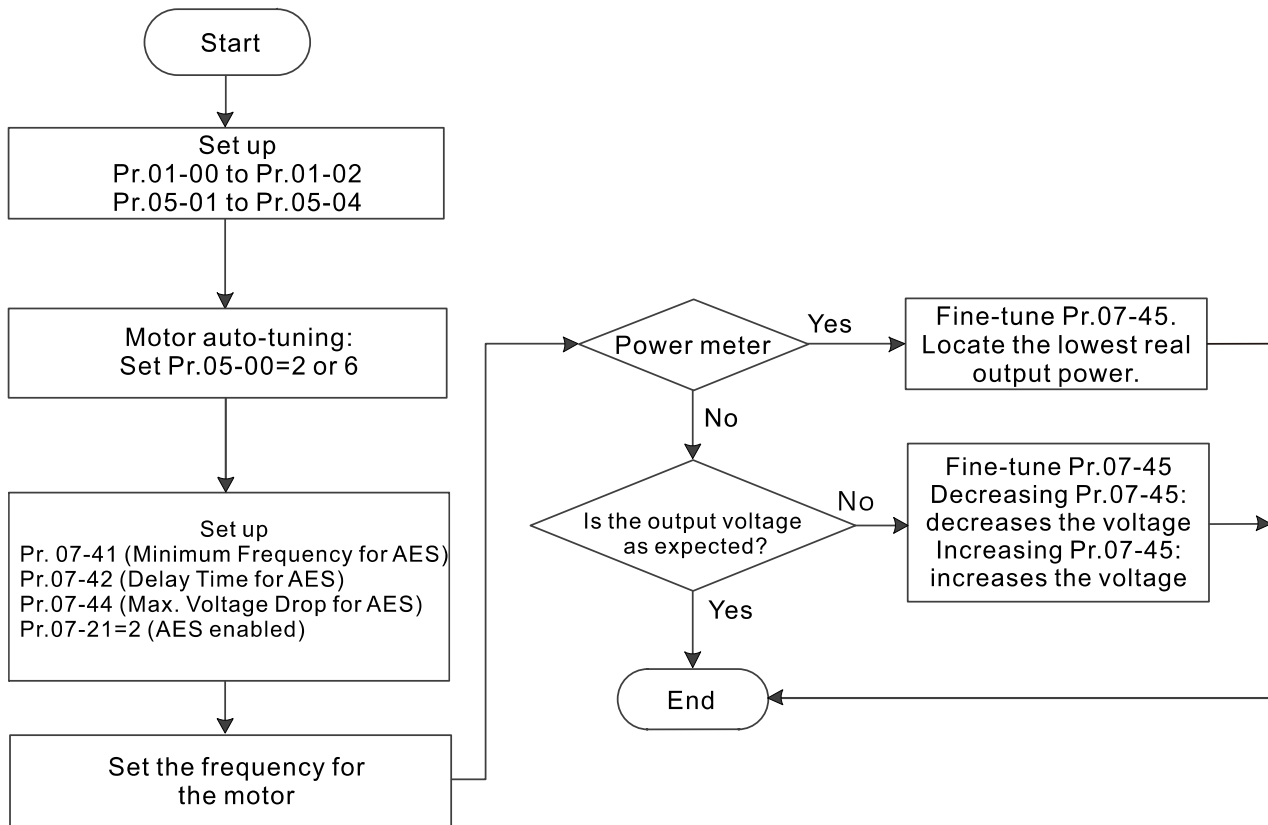 Start
Set up
Pr.01-00 to Pr.01-02
Pr.05-01 to Pr.05-04
Motor auto-tuning:
Set Pr.05-00=2 or 6
Set up
Pr. 07-41 (Minimum Frequency for AES)
Pr.07-42 (Delay Time for AES)
Pr.07-44 (Max. Voltage Drop for AES)
Pr.07-21=2 (AES enabled)
Set the frequency for
the motor
Power meter
Yes
Fine-tune Pr.07-45.
Locate the lowest real
output power.
No
Is the output voltage
as expected?
No
Fine-tune Pr.07-45
Decreasing Pr.07-45:
decreases the voltage
Increasing Pr.07-45:
increases the voltage
Yes
End